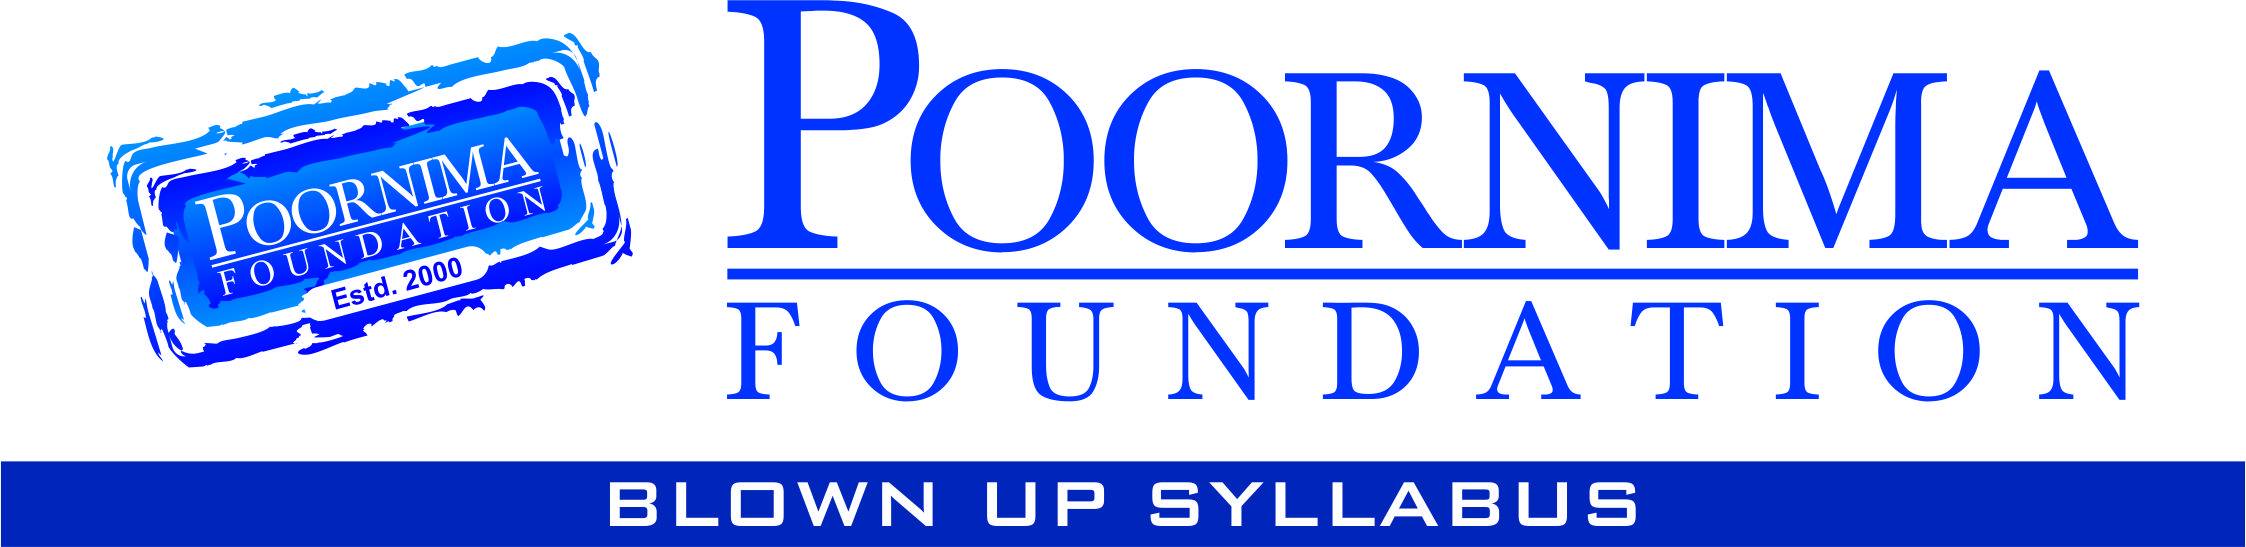 POORNIMA
FOUNDATION
Estd. 2000
POORNIMA
FOUNDATION
BLOWN UP SYLLABUS